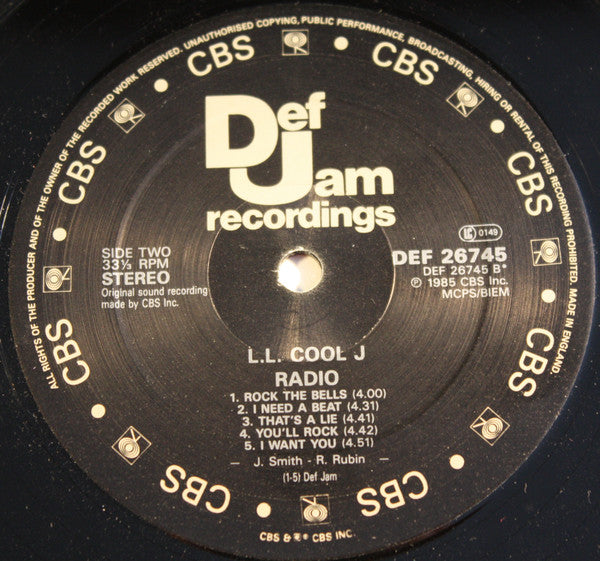 ALL RIGHTS OF THE PRODUCER AND OF THE OWNER OF THE RECORDED WORK RESERVED. UNAUTHORISED COPYING, PUBLIC PERFORMANCE, BROADCASTING, HIRING OR RENTAL OF THIS RECORDING PROHIBITED. MADE IN ENGLAND.
CBS
CBS
CBS
CBS
CBS
CBS
CBS
CBS
Def
Jam
recordings
SIDE TWO
33⅓ RPM
STEREO
Original sound recording
made by CBS Inc.
LC 0149
DEF 26745
DEF 26745 B*
℗ 1985 CBS Inc.
MCPS/BIEM
L.L. COOL J
RADIO
1. ROCK THE BELLS (4.00)
2. I NEED A BEAT (4.31)
3. THAT'S A LIE (4.41)
4. YOU'LL ROCK (4.42)
5. I WANT YOU (4.51)
— J. Smith - R. Rubin —
(1-5) Def Jam
CBS & ® CBS INC.